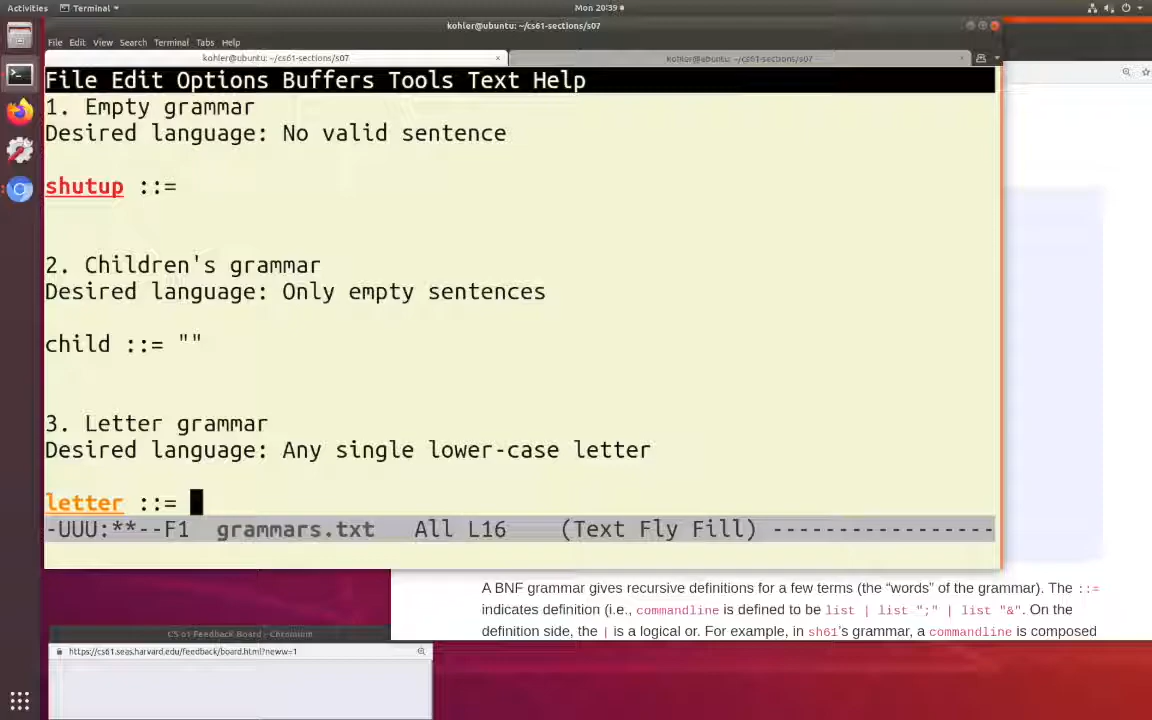 Activities Terminal Mon 20:39
kohler@ubuntu: ~/cs61-sections/s07
File Edit View Search Terminal Tabs Help
kohler@ubuntu: ~/cs61-sections/s07 × kohler@ubuntu: ~/cs61-sections/s07 ×
File Edit Options Buffers Tools Text Help
1. Empty grammar
Desired language: No valid sentence
shutup ::=
2. Children's grammar
Desired language: Only empty sentences
child ::= ""
3. Letter grammar
Desired language: Any single lower-case letter
letter ::=
-UUU:**--F1 grammars.txt All L16 (Text Fly Fill) -----------------
A BNF grammar gives recursive definitions for a few terms (the “words” of the grammar). The ::=
indicates definition (i.e., commandline is defined to be list | list ";" | list "&". On the
definition side, the | is a logical or. For example, in sh61's grammar, a commandline is composed
CS 61 Feedback Board - Chromium
https://cs61.seas.harvard.edu/feedback/board.html?neww=1